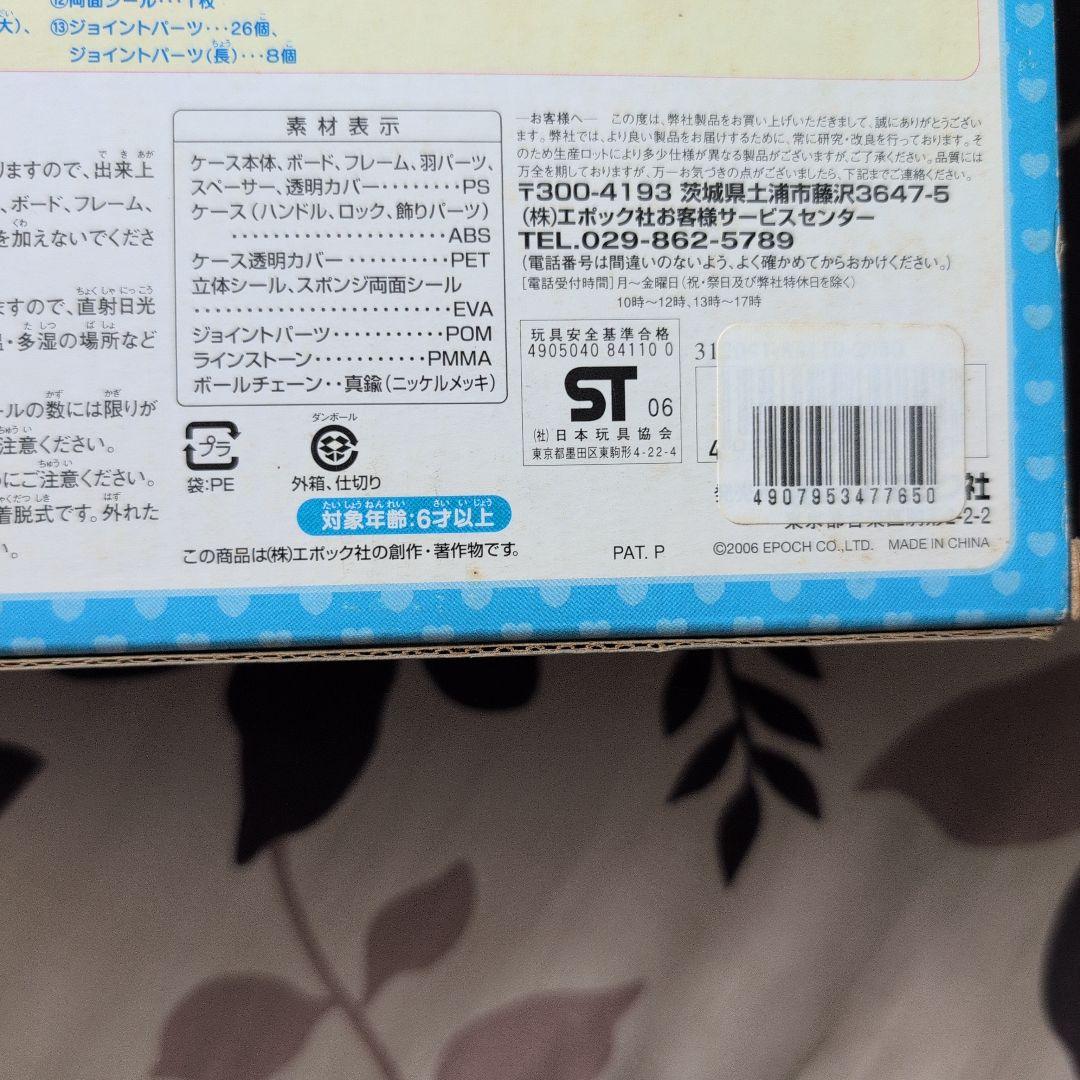 ⑫両面シール・・・1枚
大)、 ⑬ジョイントパーツ・・・26個、
ジョイントパーツ(長)・・・8個
りますので、出来上
、ボード、フレーム、
を加えないでくださ
ますので、直射日光
・多湿の場所など
ールの数には限りが
注意ください。
にご注意ください。
着脱式です。外れた
い。
素材表示
ケース本体、ボード、フレーム、羽パーツ、
スペーサー、透明カバー・・・・・・・・PS
ケース(ハンドル、ロック、飾りパーツ)
・・・・・・・・・・・・・・・・・・・・・ABS
ケース透明カバー・・・・・・・・・・PET
立体シール、スポンジ両面シール
・・・・・・・・・・・・・・・・・・・・・・EVA
ジョイントパーツ・・・・・・・・・・・POM
ラインストーン・・・・・・・・・・・PMMA
ボールチェーン・・真鍮(ニッケルメッキ)
プラ
袋:PE
ダンボール
外箱、仕切り
対象年齢:6才以上
この商品は(株)エポック社の創作・著作物です。
―お客様へ― この度は、弊社製品をお買い上げいただきまして、誠にありがとうござい
ます。弊社では、より良い製品をお届けするために、常に研究・改良を行っております。そ
のため生産ロットにより多少仕様が異なる製品がございますが、ご了承ください。品質には
万全を期しておりますが、万一お気づきの点がございましたら、下記までご連絡ください。
〒300-4193 茨城県土浦市藤沢3647-5
(株)エポック社お客様サービスセンター
TEL.029-862-5789
(電話番号は間違いのないよう、よく確かめてからおかけください。)
[電話受付時間]月〜金曜日(祝・祭日及び弊社特休日を除く)
10時〜12時、13時〜17時
玩具安全基準合格
4905040 84110 0
ST 06
(社)日本玩具協会
東京都墨田区東駒形4-22-4
4907953477650
社
2-2-2
PAT. P
©2006 EPOCH CO.,LTD. MADE IN CHINA